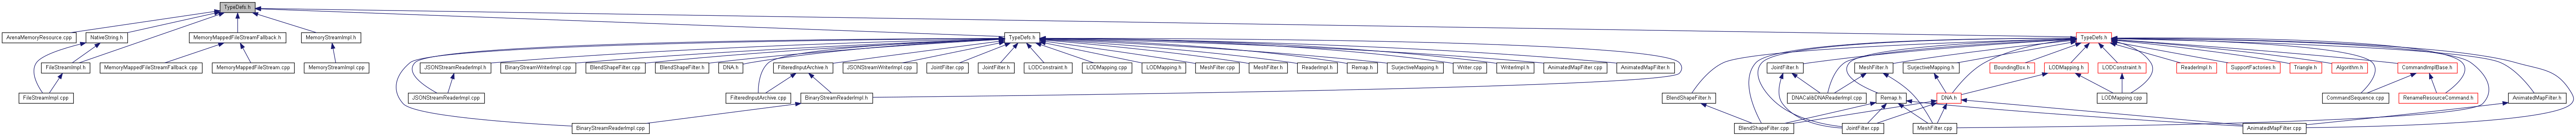 TypeDefs.h
ArenaMemoryResource.cpp
NativeString.h
MemoryMappedFileStreamFallback.h
MemoryStreamImpl.h
TypeDefs.h
TypeDefs.h
FileStreamImpl.h
MemoryMappedFileStreamFallback.cpp
MemoryMappedFileStream.cpp
MemoryStreamImpl.cpp
JSONStreamReaderImpl.h
BinaryStreamWriterImpl.cpp
BlendShapeFilter.cpp
BlendShapeFilter.h
DNA.h
FilteredInputArchive.h
JSONStreamWriterImpl.cpp
JointFilter.cpp
JointFilter.h
LODConstraint.h
LODMapping.cpp
LODMapping.h
MeshFilter.cpp
MeshFilter.h
ReaderImpl.h
Remap.h
SurjectiveMapping.h
Writer.cpp
WriterImpl.h
AnimatedMapFilter.cpp
AnimatedMapFilter.h
JointFilter.h
MeshFilter.h
SurjectiveMapping.h
BoundingBox.h
LODMapping.h
LODConstraint.h
ReaderImpl.h
SupportFactories.h
Triangle.h
Algorithm.h
CommandImplBase.h
FileStreamImpl.cpp
JSONStreamReaderImpl.cpp
FilteredInputArchive.cpp
BinaryStreamReaderImpl.h
BlendShapeFilter.h
DNACalibDNAReaderImpl.cpp
Remap.h
DNA.h
LODMapping.cpp
CommandSequence.cpp
RenameResourceCommand.h
AnimatedMapFilter.h
BinaryStreamReaderImpl.cpp
BlendShapeFilter.cpp
JointFilter.cpp
MeshFilter.cpp
AnimatedMapFilter.cpp